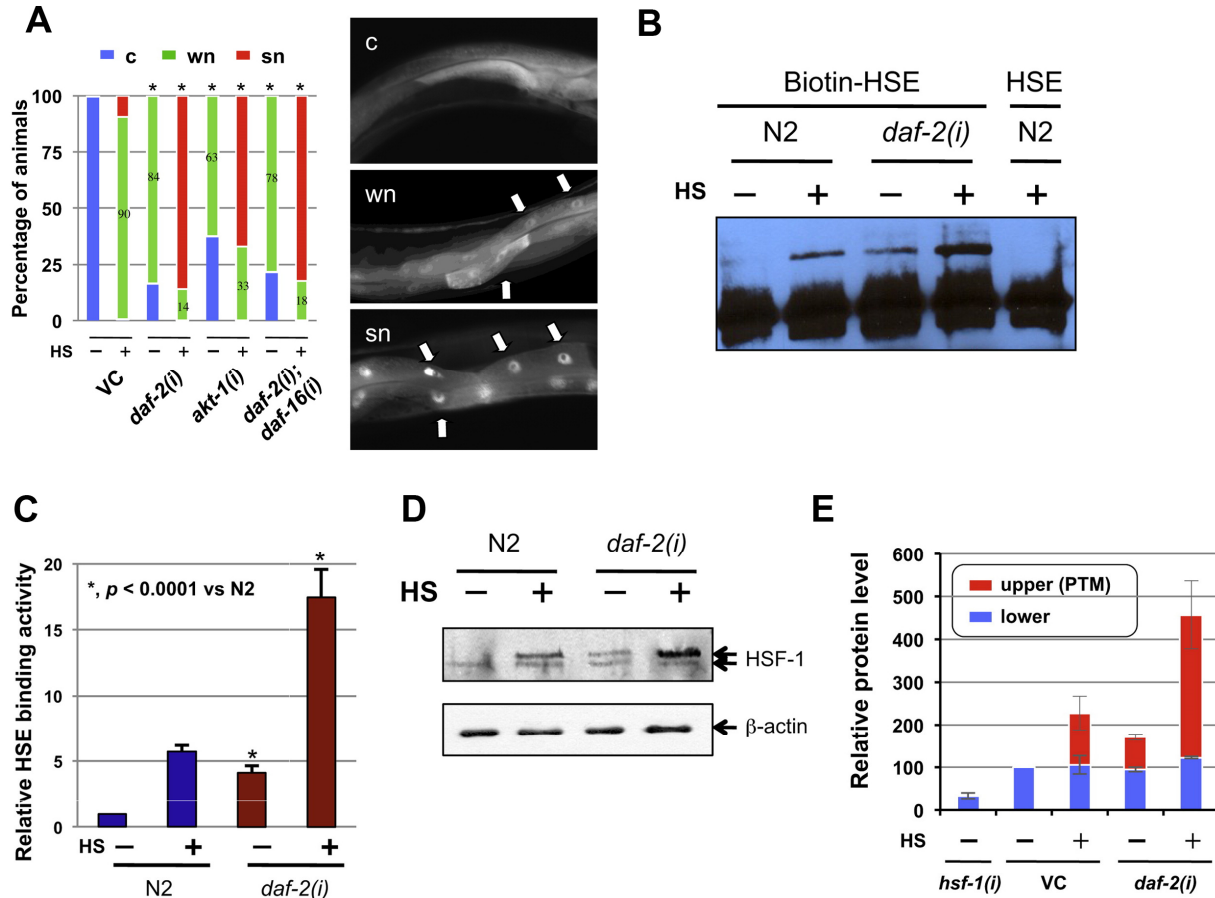 A
c wn sn
* * * * * *
Percentage of animals
100
75
50
25
0
90
84
14
63
33
78
18
HS – + – + – + – +
VC
daf-2(i)
akt-1(i)
daf-2(i);
daf-16(i)
c
wn
sn
B
Biotin-HSE HSE
N2 daf-2(i) N2
HS – + – + +
C
Relative HSE binding activity
20
15
10
5
0
*, p < 0.0001 vs N2
*
*
HS – + – +
N2 daf-2(i)
D
N2 daf-2(i)
HS – + – +
HSF-1
β-actin
E
Relative protein level
600
500
400
300
200
100
0
upper (PTM)
lower
HS – – + – +
hsf-1(i) VC daf-2(i)